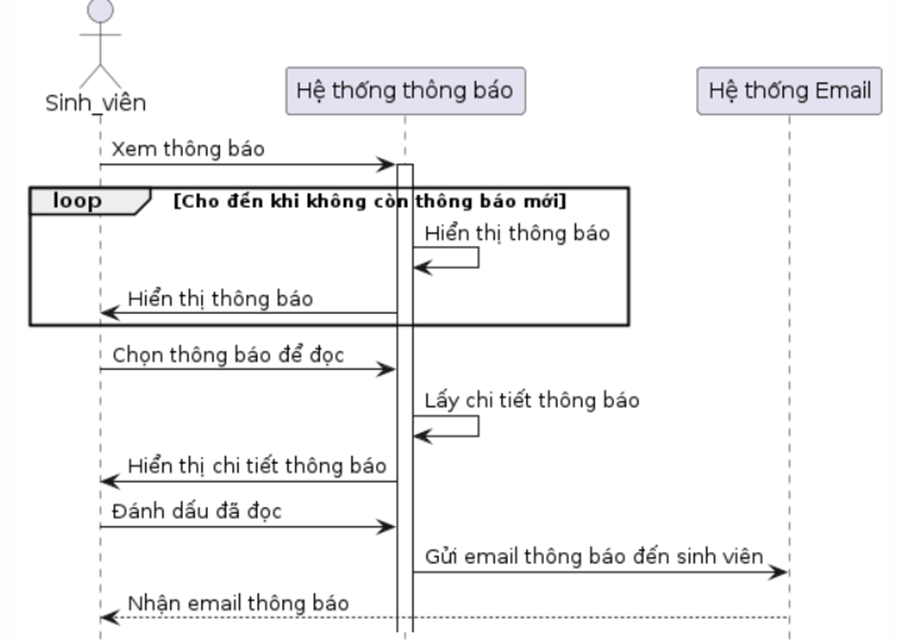 Sinh_viên
Hệ thống thông báo
Hệ thống Email
Xem thông báo
loop
[Cho đến khi không còn thông báo mới]
Hiển thị thông báo
Hiển thị thông báo
Chọn thông báo để đọc
Lấy chi tiết thông báo
Hiển thị chi tiết thông báo
Đánh dấu đã đọc
Gửi email thông báo đến sinh viên
Nhận email thông báo